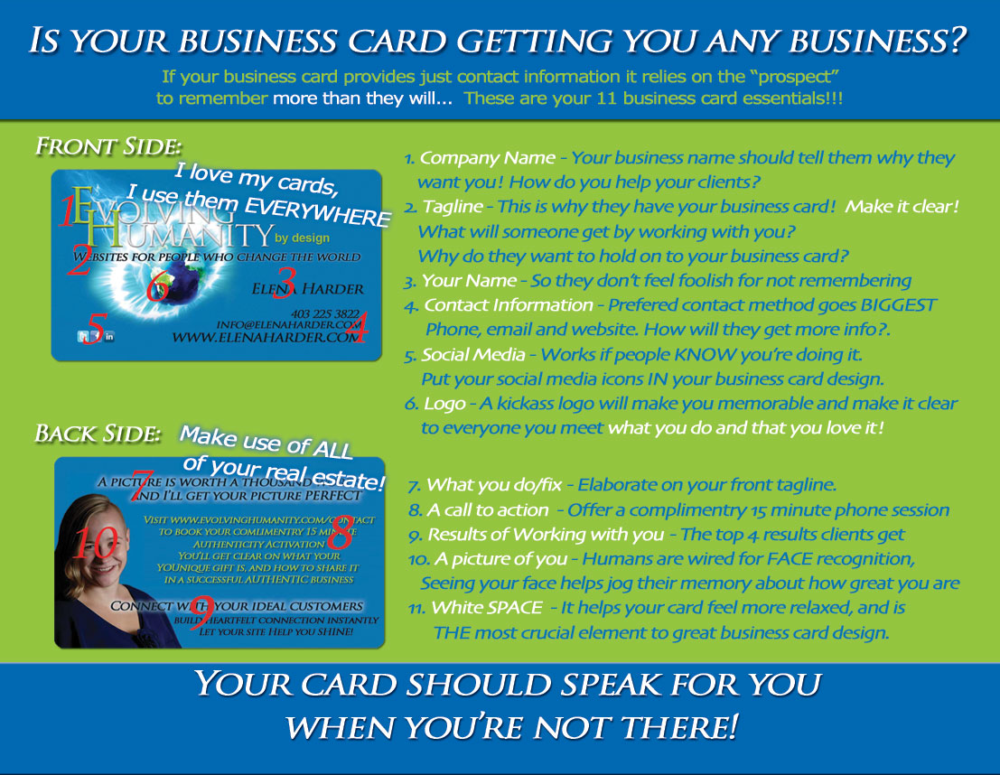 Is your business card getting you any business?
If your business card provides just contact information it relies on the “prospect”
to remember more than they will... These are your 11 business card essentials!!!
Front Side:
I love my cards,
I use them EVERYWHERE
1
Evolving
Humanity by design
2
Websites for people who change the world
6
3
Elena Harder
403 225 3822
info@elenaharder.com
www.elenaharder.com
4
5
in
1. Company Name - Your business name should tell them why they
want you! How do you help your clients?
2. Tagline - This is why they have your business card! Make it clear!
What will someone get by working with you?
Why do they want to hold on to your business card?
3. Your Name - So they don’t feel foolish for not remembering
4. Contact Information - Prefered contact method goes BIGGEST
Phone, email and website. How will they get more info?.
5. Social Media - Works if people KNOW you’re doing it.
Put your social media icons IN your business card design.
6. Logo - A kickass logo will make you memorable and make it clear
to everyone you meet what you do and that you love it!
Back Side:
Make use of ALL
of your real estate!
7
A picture is worth a thousand
and I'll get your picture perfect
Visit www.evolvinghumanity.com/contact
to book your comlimentry 15 minute
Authenticity Activation
You'll get clear on what your
YOUnique gift is, and how to share it
in a successful authentic business
8
10
Connect with your ideal customers
9
build heartfelt connection instantly
Let your site help you SHINE!
7. What you do/fix - Elaborate on your front tagline.
8. A call to action - Offer a complimentry 15 minute phone session
9. Results of Working with you - The top 4 results clients get
10. A picture of you - Humans are wired for FACE recognition,
Seeing your face helps jog their memory about how great you are
11. White SPACE - It helps your card feel more relaxed, and is
THE most crucial element to great business card design.
Your card should speak for you
when you’re not there!